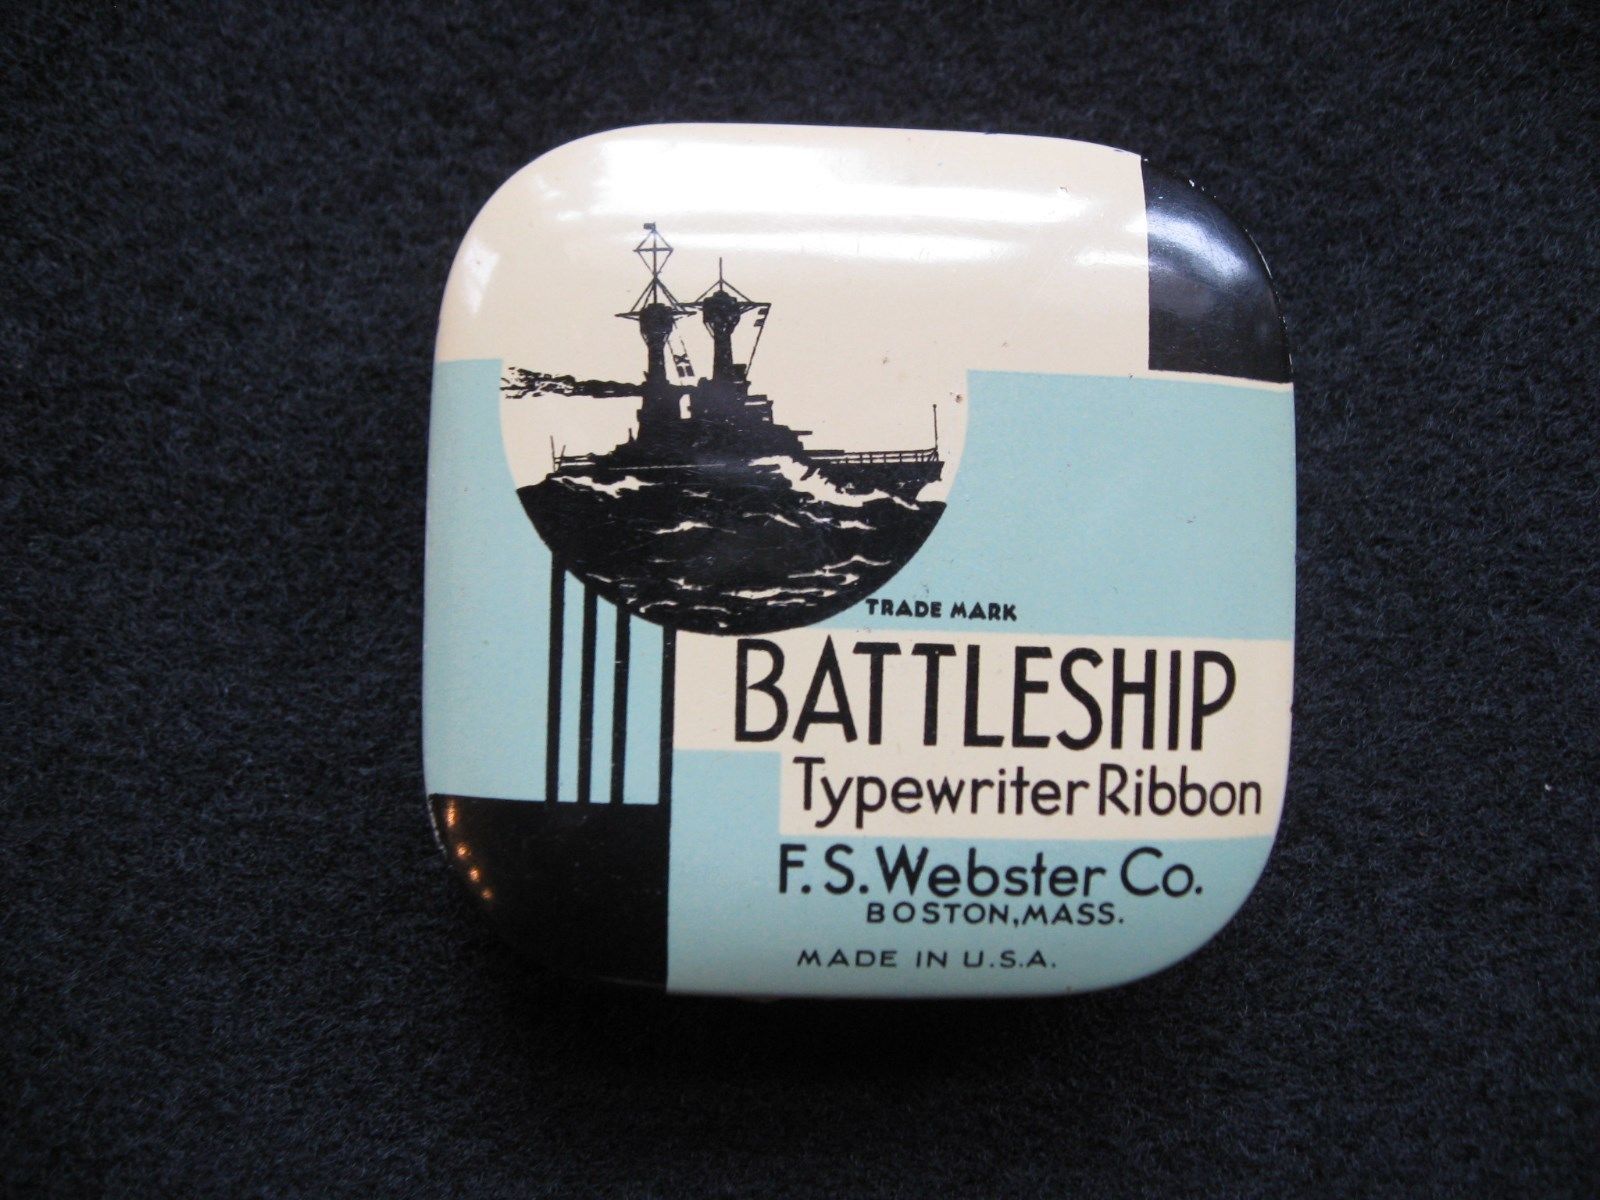 TRADE MARK
BATTLESHIP
Typewriter Ribbon
F. S. Webster Co.
BOSTON, MASS.
MADE IN U.S.A.